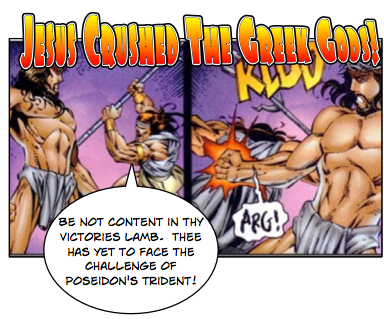 JESUS CRUSHED THE GREEK GODS!
BE NOT CONTENT IN THY
VICTORIES LAMB. THEE
HAS YET TO FACE THE
CHALLENGE OF
POSEIDON'S TRIDENT!
ARG!